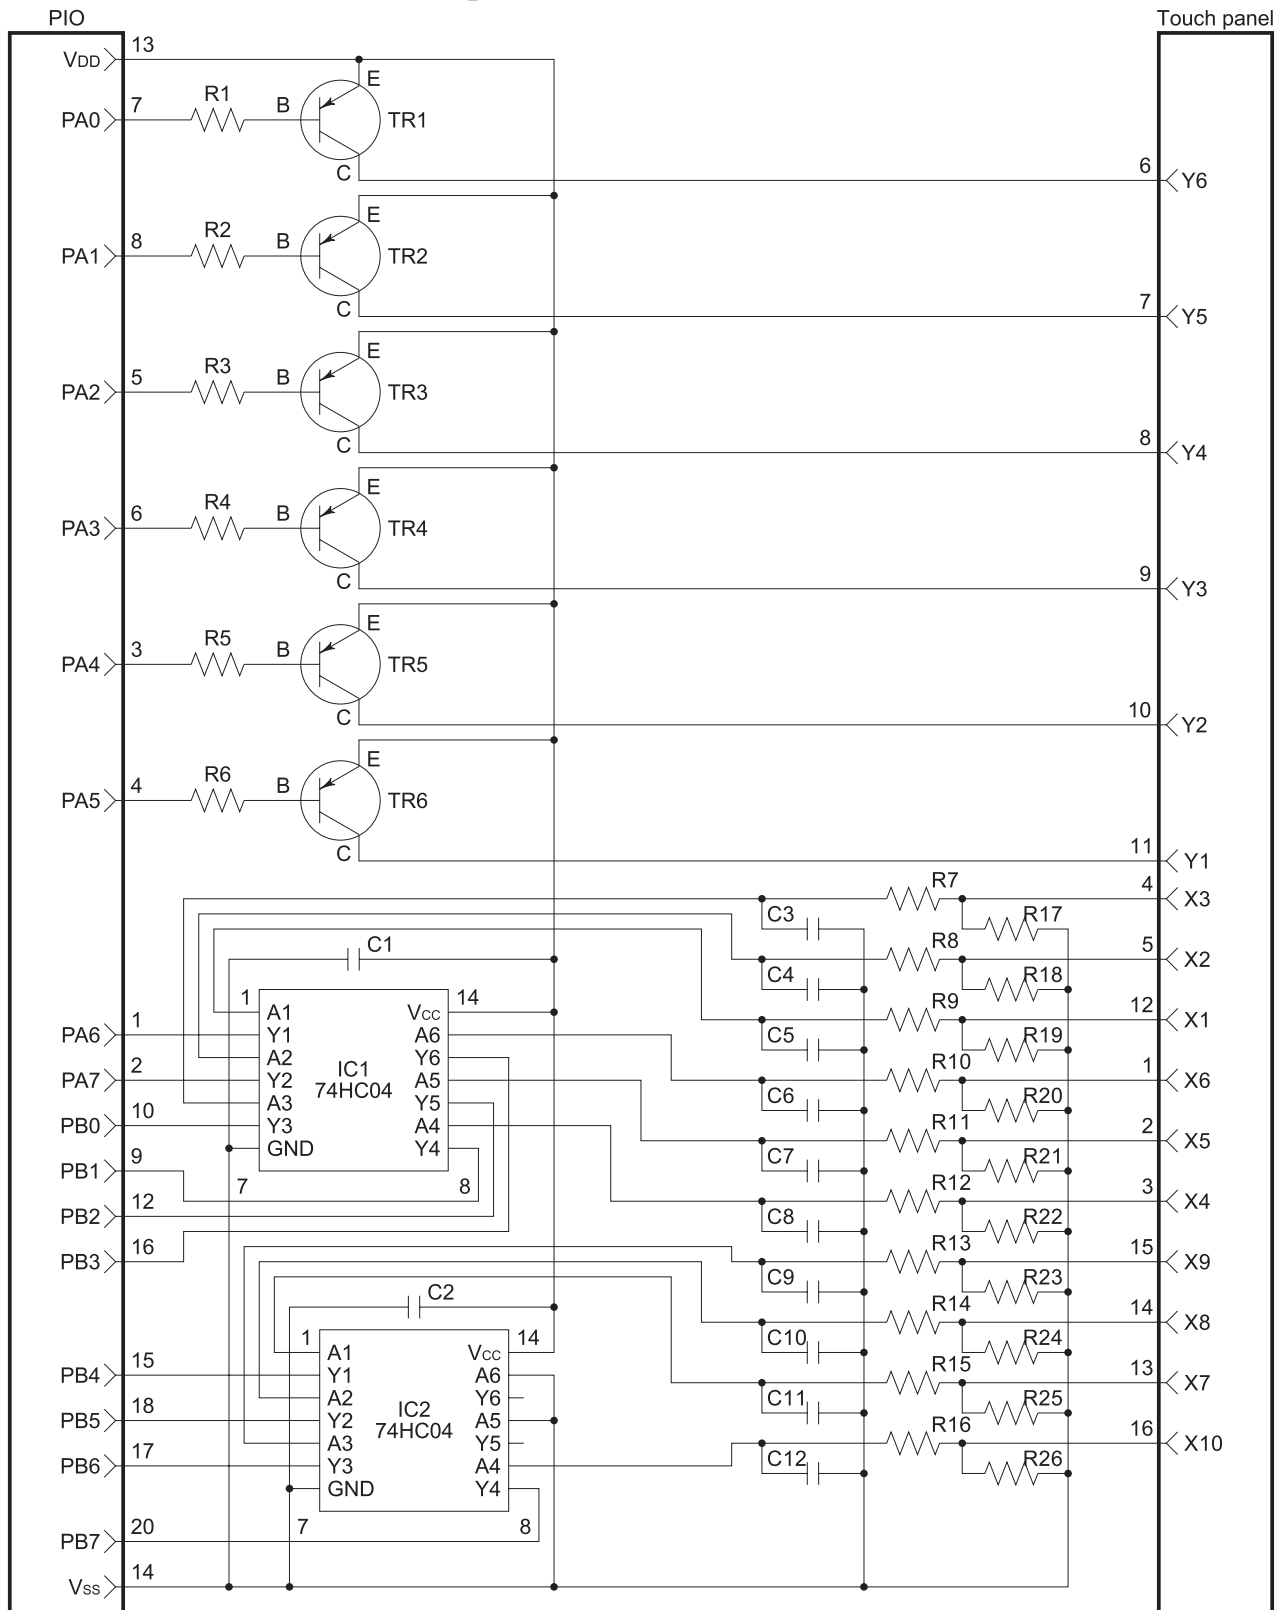 PIO
Touch panel
VDD 13
E
PA0 7 R1 B TR1
C
6 Y6
E
PA1 8 R2 B TR2
C
7 Y5
E
PA2 5 R3 B TR3
C
8 Y4
E
PA3 6 R4 B TR4
C
9 Y3
E
PA4 3 R5 B TR5
C
10 Y2
E
PA5 4 R6 B TR6
C
11 Y1
R7 4 X3
C3 R17
C1
R8 5 X2
C4 R18
1 A1 VCC 14
R9 12 X1
PA6 1 Y1 A6
C5 R19
A2 Y6
IC1
PA7 2 Y2 A5
74HC04
R10 1 X6
A3 Y5
C6 R20
PB0 10 Y3 A4
R11 2 X5
GND Y4
PB1 9
C7 R21
7 8
R12 3 X4
PB2 12
C8 R22
PB3 16
R13 15 X9
C9 R23
C2
R14 14 X8
1 A1 VCC 14
C10 R24
PB4 15 Y1 A6
R15 13 X7
A2 Y6
IC2
C11 R25
PB5 18 Y2 A5
74HC04
A3 Y5
R16 16 X10
PB6 17 Y3 A4
C12 R26
GND Y4
7 8
PB7 20
VSS 14